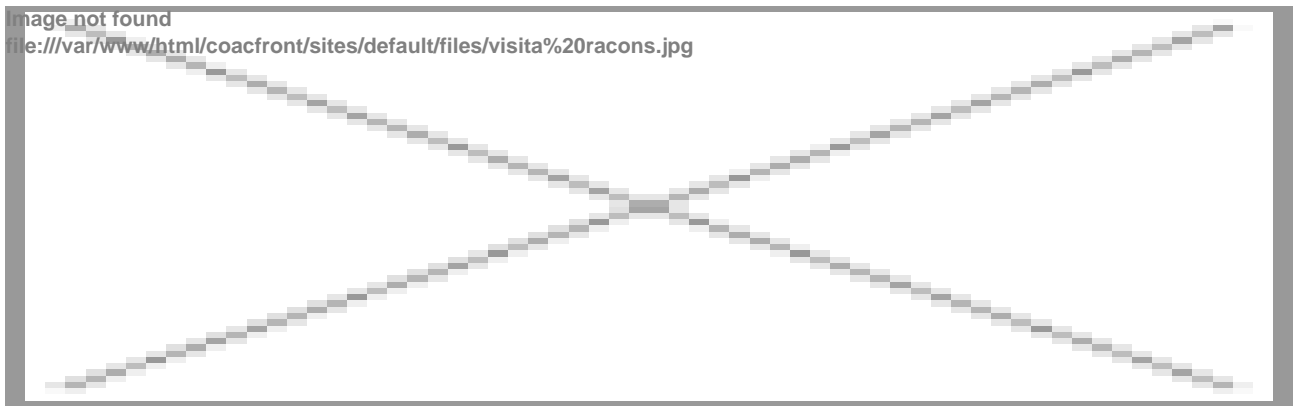 Image not found
file:///var/www/html/coacfront/sites/default/files/visita%20racons.jpg